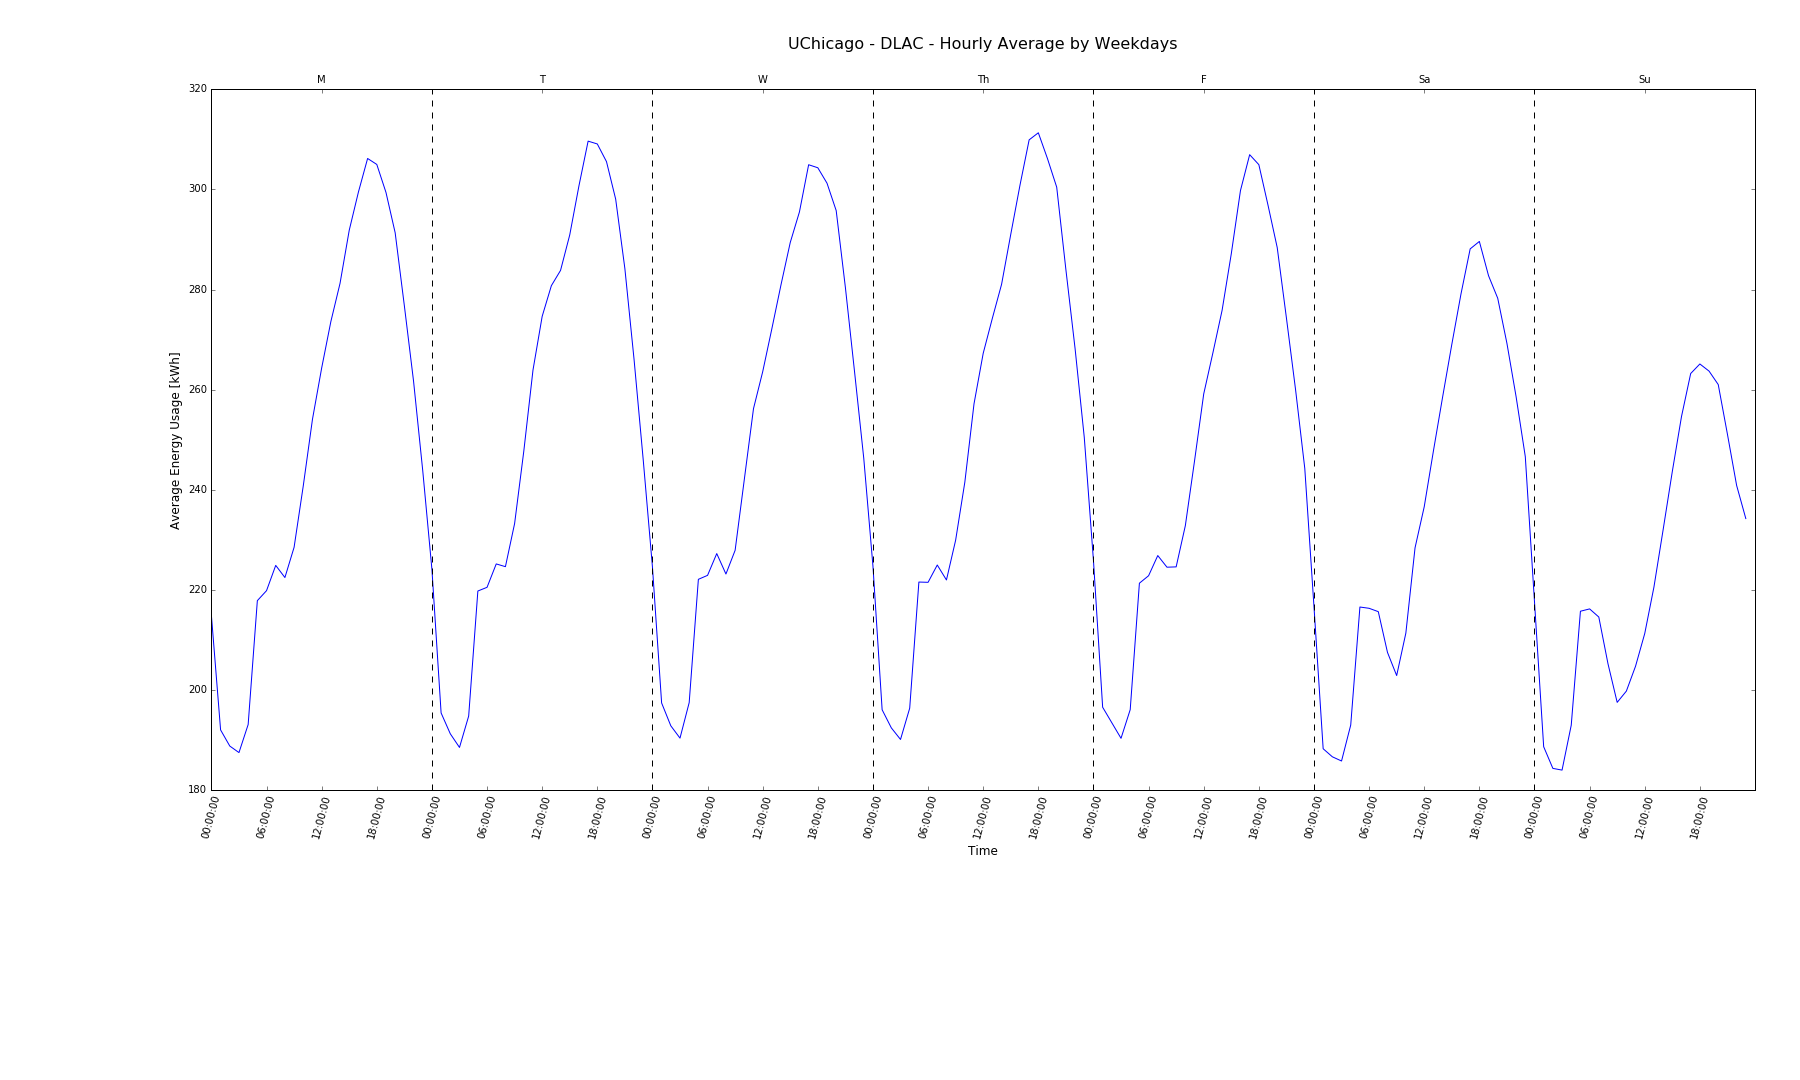 UChicago - DLAC - Hourly Average by Weekdays
M T W Th F Sa Su
320
300
280
260
240
220
200
180
Average Energy Usage [kWh]
00:00:00 06:00:00 12:00:00 18:00:00 00:00:00 06:00:00 12:00:00 18:00:00 00:00:00 06:00:00 12:00:00 18:00:00 00:00:00 06:00:00 12:00:00 18:00:00 00:00:00 06:00:00 12:00:00 18:00:00 00:00:00 06:00:00 12:00:00 18:00:00 00:00:00 06:00:00 12:00:00 18:00:00
Time